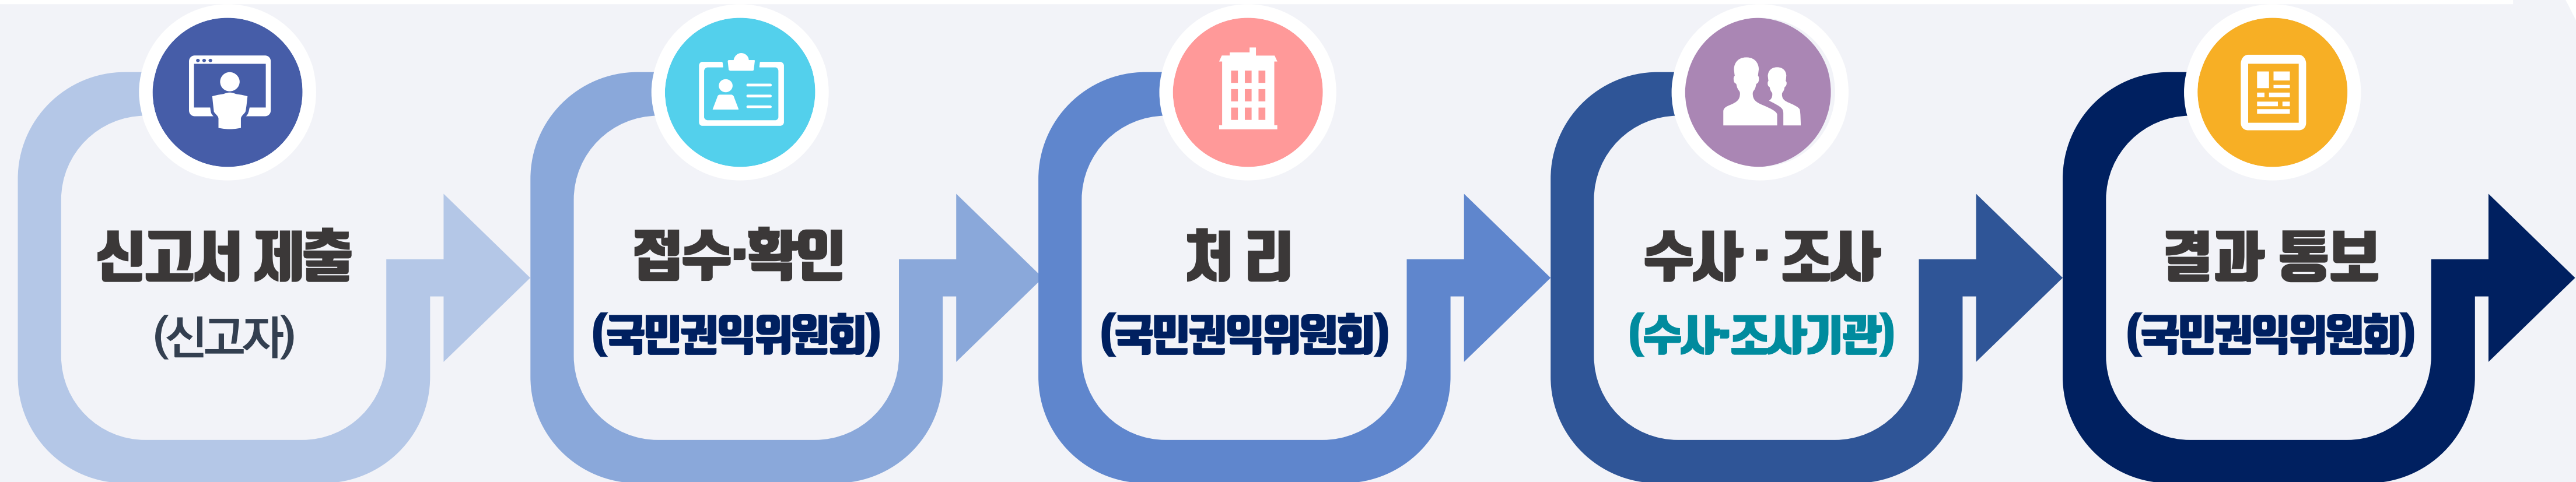 신고서 제출
(신고자)
접수·확인
(국민권익위원회)
처 리
(국민권익위원회)
수사 · 조사
(수사·조사기관)
결과 통보
(국민권익위원회)